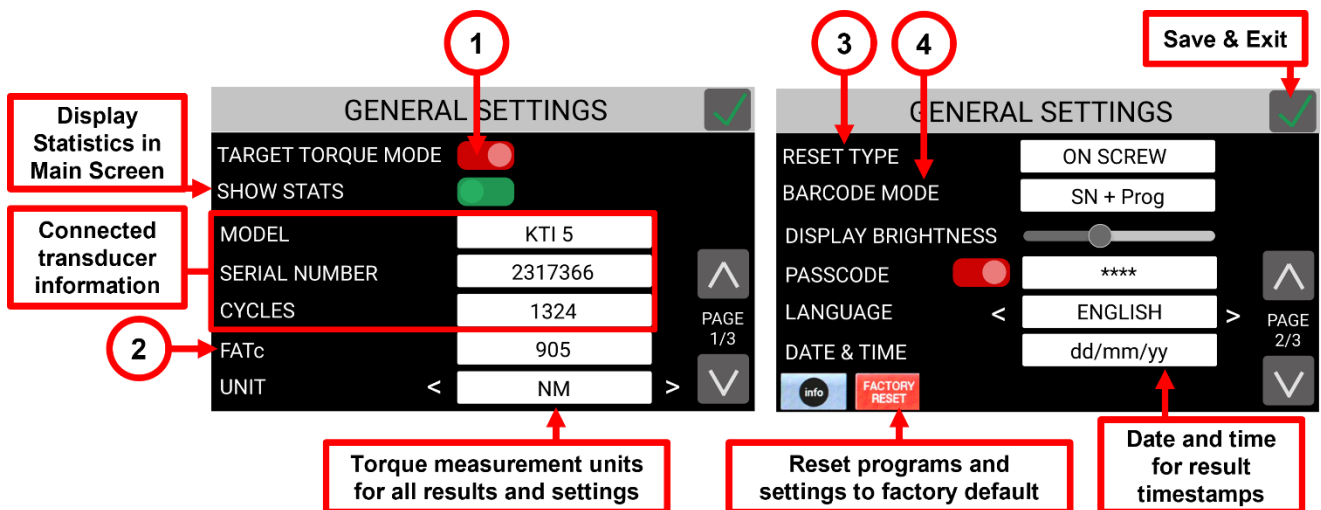 1
3
4
Save & Exit
Display
Statistics in
Main Screen
Connected
transducer
information
2
GENERAL SETTINGS
TARGET TORQUE MODE
SHOW STATS
MODEL KTI 5
SERIAL NUMBER 2317366
CYCLES 1324
FATc 905
UNIT < NM >
PAGE
1/3
Torque measurement units
for all results and settings
GENERAL SETTINGS
RESET TYPE ON SCREW
BARCODE MODE SN + Prog
DISPLAY BRIGHTNESS
PASSCODE ****
LANGUAGE < ENGLISH >
DATE & TIME dd/mm/yy
PAGE
2/3
info
FACTORY
RESET
Reset programs and
settings to factory default
Date and time
for result
timestamps